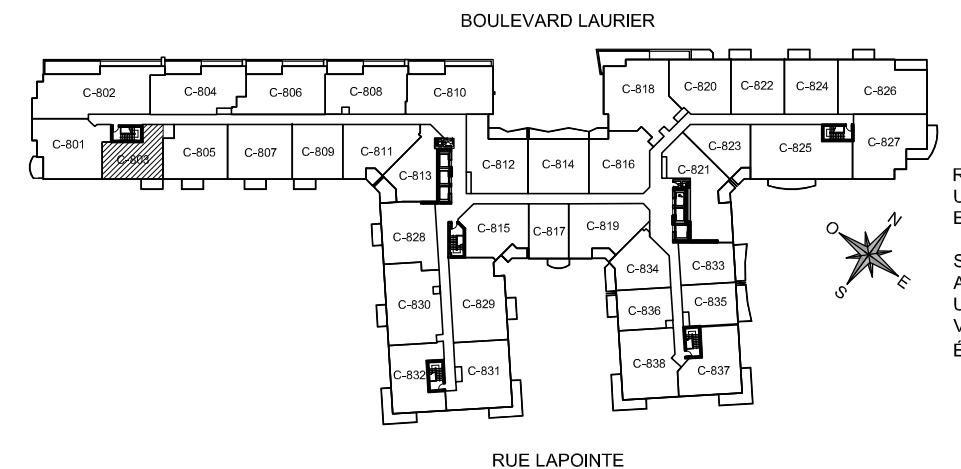 BOULEVARD LAURIER
C-802 C-804 C-806 C-808 C-810 C-818 C-820 C-822 C-824 C-826
C-801 C-803 C-805 C-807 C-809 C-811 C-813 C-812 C-814 C-816 C-821 C-823 C-825 C-827
C-828 C-815 C-817 C-819 C-834 C-833
C-830 C-829 C-836 C-835
C-832 C-831 C-838 C-837
O N
S E
R
U
E
S
A
U
V
É
RUE LAPOINTE